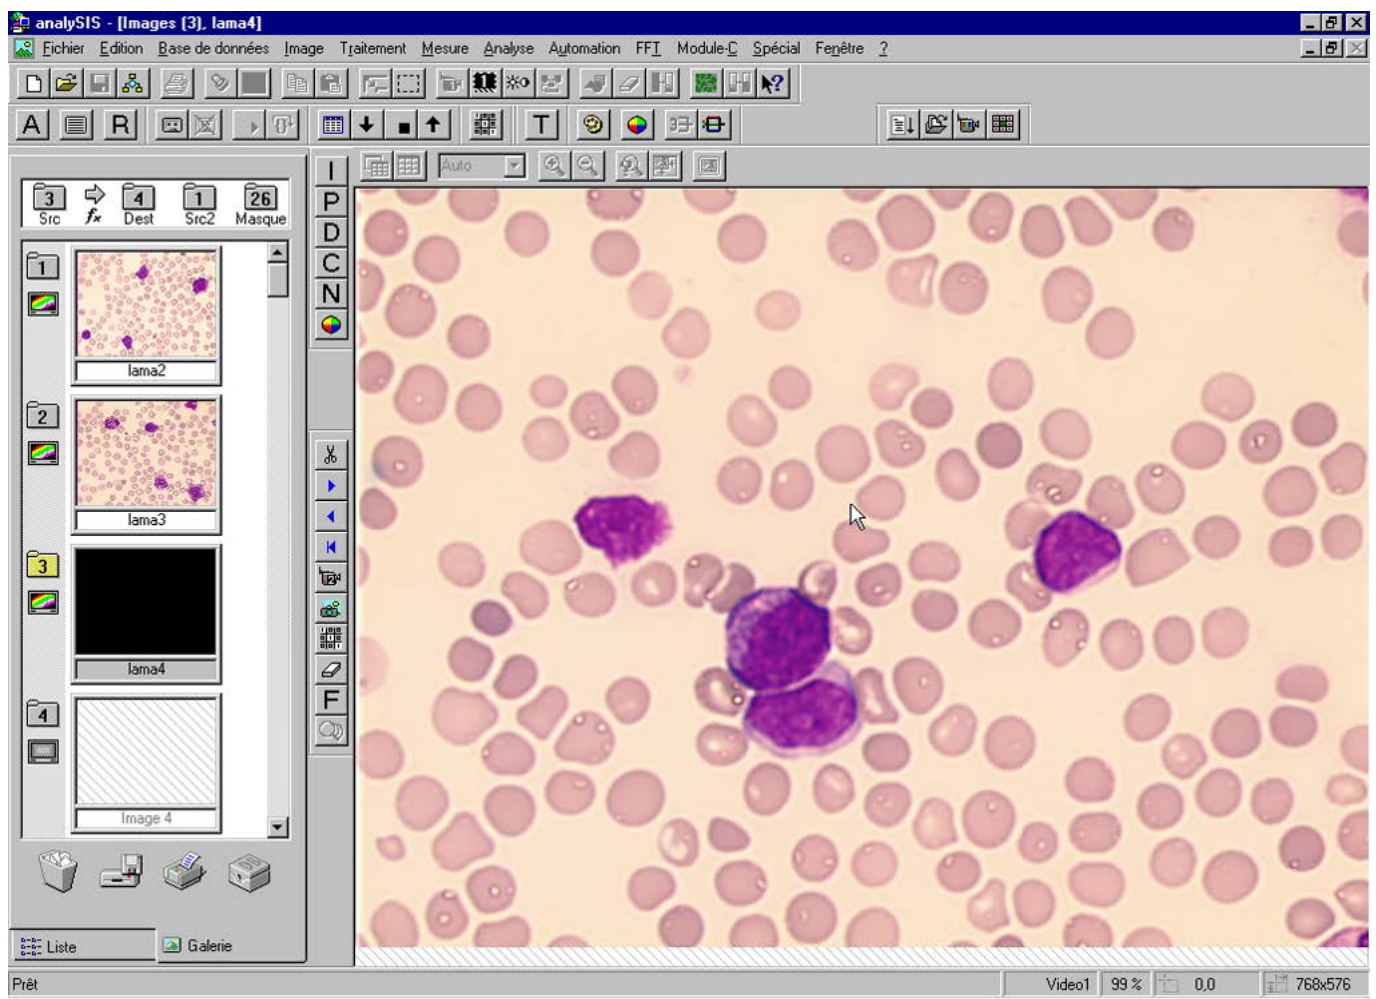 analySIS - [Images (3), lama4]
Fichier Edition Base de données Image Traitement Mesure Analyse Automation FFT Module-C Spécial Fenêtre ?
A R T
Auto
3 4 1 26
Src fx Dest Src2 Masque
I
P
D
C
N
F
1
lama2
2
lama3
3
lama4
4
Image 4
Liste Galerie
Prêt Video1 99 % 0,0 768x576